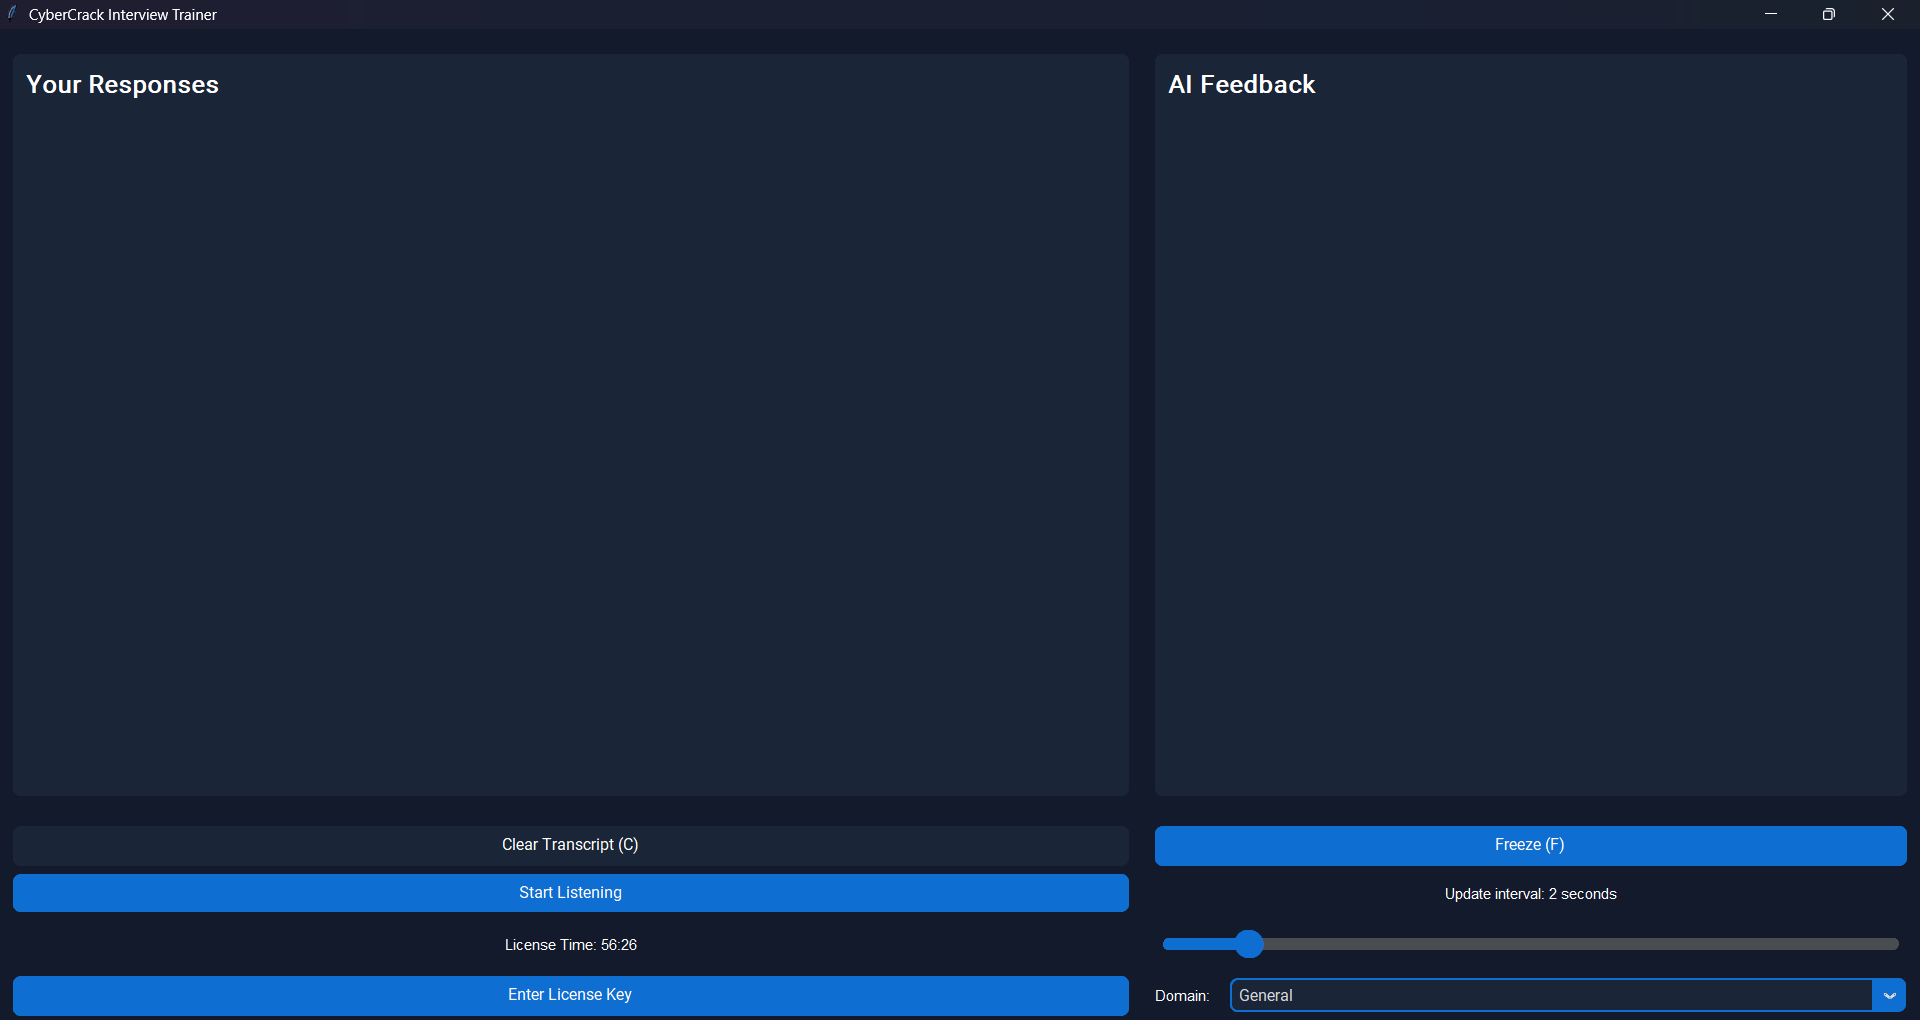 CyberCrack Interview Trainer
Your Responses
AI Feedback
Clear Transcript (C)
Start Listening
License Time: 56:26
Enter License Key
Freeze (F)
Update interval: 2 seconds
Domain:
General